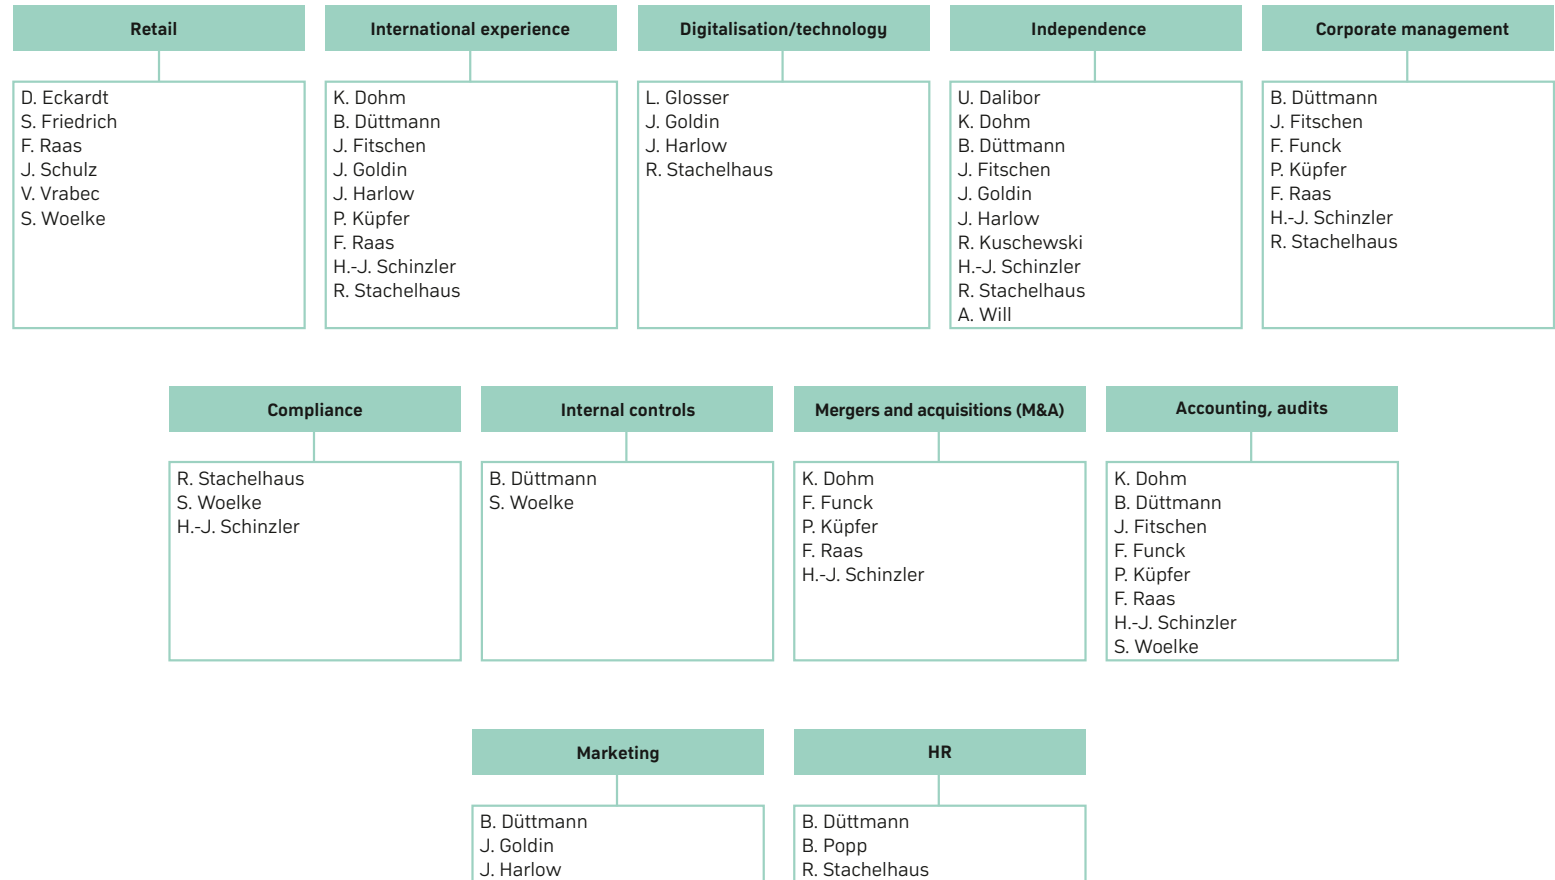 Retail
D. Eckardt
S. Friedrich
F. Raas
J. Schulz
V. Vrabec
S. Woelke
International experience
K. Dohm
B. Düttmann
J. Fitschen
J. Goldin
J. Harlow
P. Küpfer
F. Raas
H.-J. Schinzler
R. Stachelhaus
Digitalisation/technology
L. Glosser
J. Goldin
J. Harlow
R. Stachelhaus
Independence
U. Dalibor
K. Dohm
B. Düttmann
J. Fitschen
J. Goldin
J. Harlow
R. Kuschewski
H.-J. Schinzler
R. Stachelhaus
A. Will
Corporate management
B. Düttmann
J. Fitschen
F. Funck
P. Küpfer
F. Raas
H.-J. Schinzler
R. Stachelhaus
Compliance
R. Stachelhaus
S. Woelke
H.-J. Schinzler
Internal controls
B. Düttmann
S. Woelke
Mergers and acquisitions (M&A)
K. Dohm
F. Funck
P. Küpfer
F. Raas
H.-J. Schinzler
Accounting, audits
K. Dohm
B. Düttmann
J. Fitschen
F. Funck
P. Küpfer
F. Raas
H.-J. Schinzler
S. Woelke
Marketing
B. Düttmann
J. Goldin
J. Harlow
HR
B. Düttmann
B. Popp
R. Stachelhaus